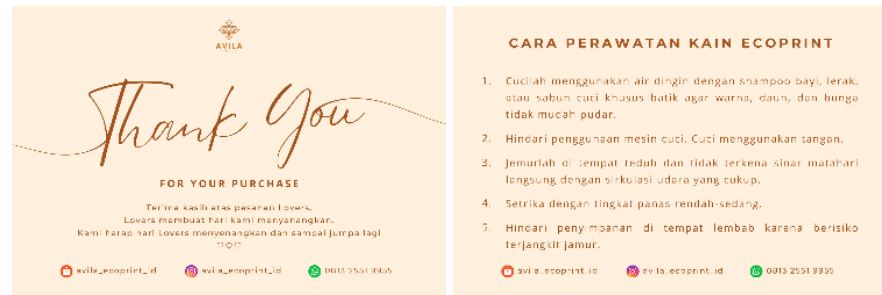 AVILA
Thank You
FOR YOUR PURCHASE
Terima kasih atas pesanan Lovers.
Lovers membuat hari kami menyenangkan.
Kami harap hari Lovers menyenangkan dan sampai jumpa lagi
♡♡♡
avila_ecoprint_id
avila_ecoprint_id
0813 2551 9955
CARA PERAWATAN KAIN ECOPRINT
1. Cucilah menggunakan air dingin dengan shampoo bayi, lerak,
atau sabun cuci khusus batik agar warna, daun, dan bunga
tidak mudah pudar.
2. Hindari penggunaan mesin cuci. Cuci menggunakan tangan.
3. Jemurlah di tempat teduh dan tidak terkena sinar matahari
langsung dengan sirkulasi udara yang cukup.
4. Setrika dengan tingkat panas rendah-sedang.
5. Hindari penyimpanan di tempat lembab karena berisiko
terjangkit jamur.
avila_ecoprint_id
avila_ecoprint_id
0813 2551 9955